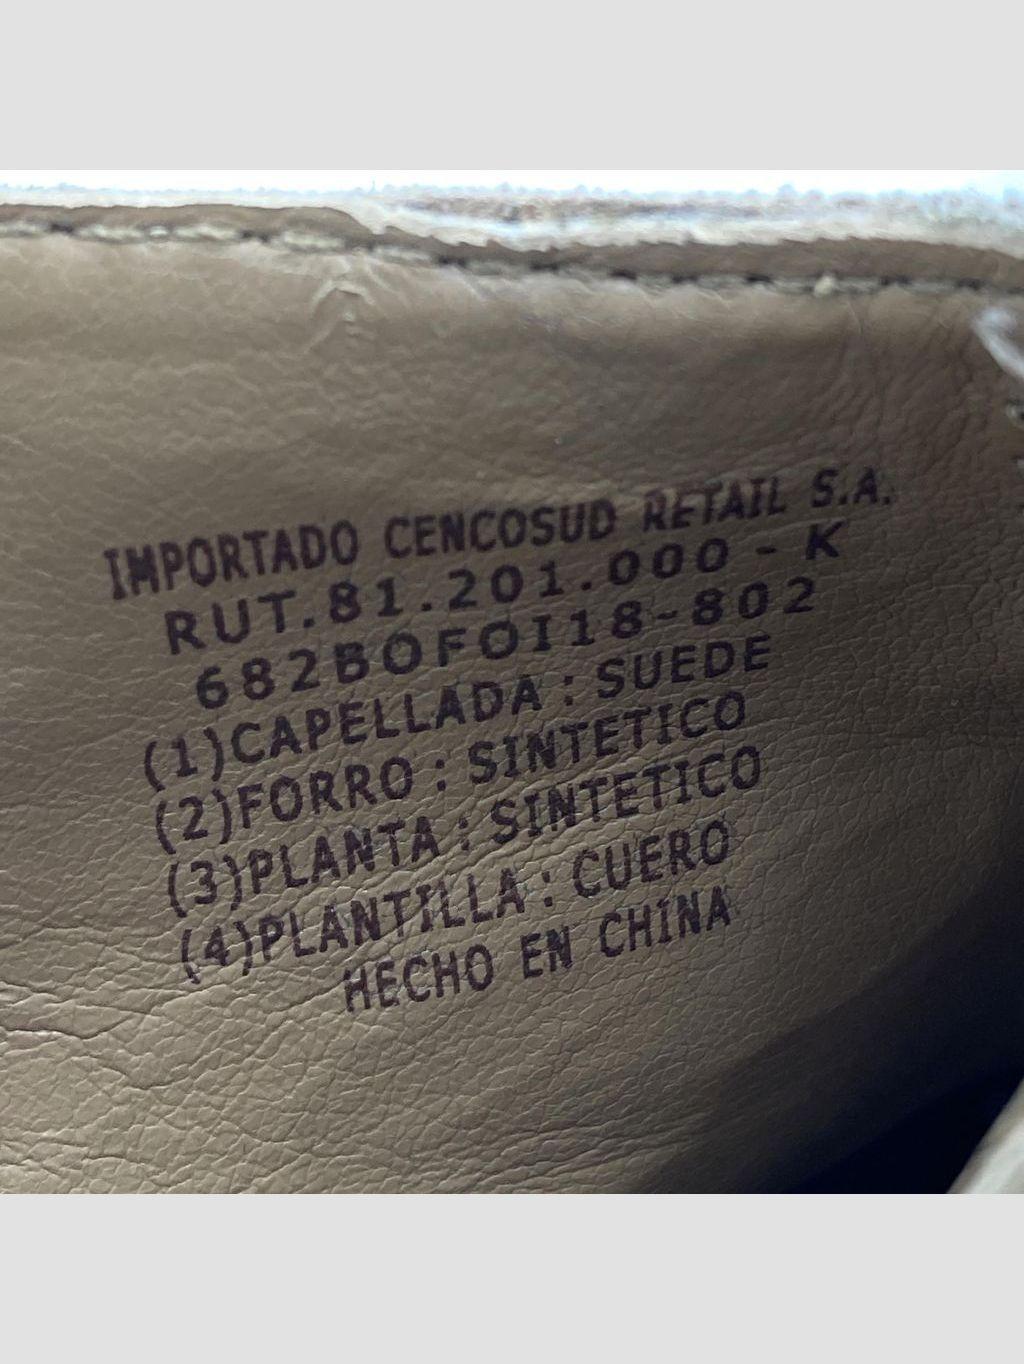 IMPORTADO CENCOSUD RETAIL S.A.
RUT.81.201.000 - K
682BOFOI18-802
(1)CAPELLADA : SUEDE
(2)FORRO : SINTETICO
(3)PLANTA : SINTETICO
(4)PLANTILLA : CUERO
HECHO EN CHINA